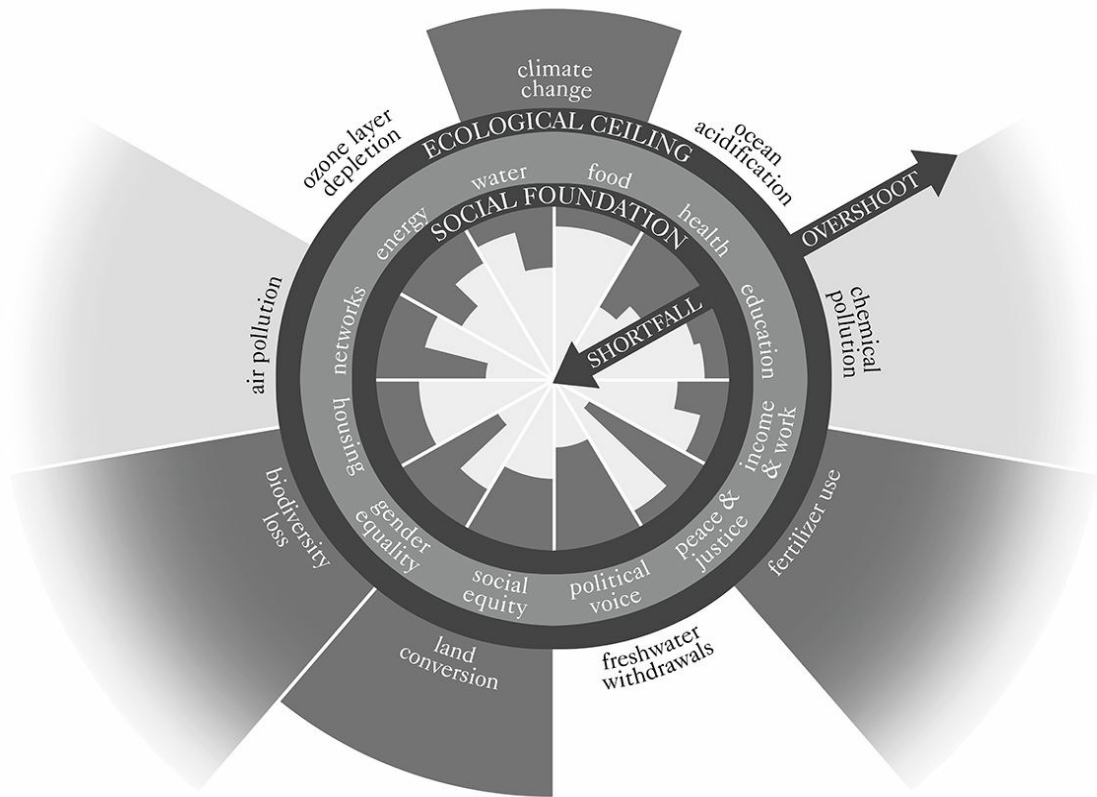 climate
change
ECOLOGICAL CEILING
ozone layer
depletion
ocean
acidification
water
food
SOCIAL FOUNDATION
energy
health
OVERSHOOT
networks
education
SHORTFALL
air pollution
chemical
pollution
housing
income
& work
biodiversity
loss
fertilizer use
gender
equality
peace &
justice
social
equity
political
voice
land
conversion
freshwater
withdrawals